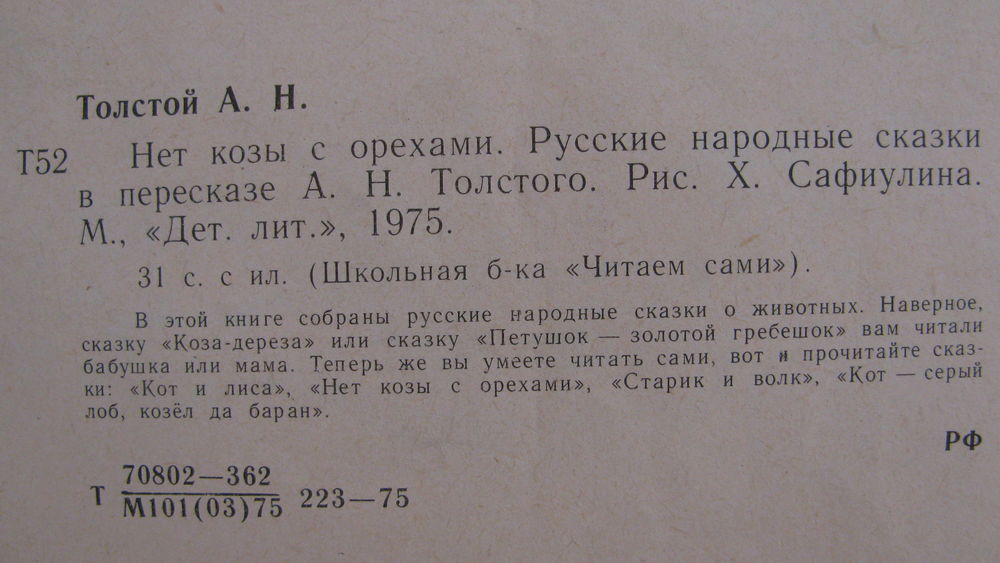 Толстой А. Н.
Т52 Нет козы с орехами. Русские народные сказки
в пересказе А. Н. Толстого. Рис. Х. Сафиулина.
М., «Дет. лит.», 1975.
31 с. с ил. (Школьная б-ка «Читаем сами»).
В этой книге собраны русские народные сказки о животных. Наверное,
сказку «Коза-дереза» или сказку «Петушок — золотой гребешок» вам читали
бабушка или мама. Теперь же вы умеете читать сами, вот и прочитайте сказ-
ки: «Кот и лиса», «Нет козы с орехами», «Старик и волк», «Кот — серый
лоб, козёл да баран».
РФ
Т 70802—362
М101(03)75 223—75